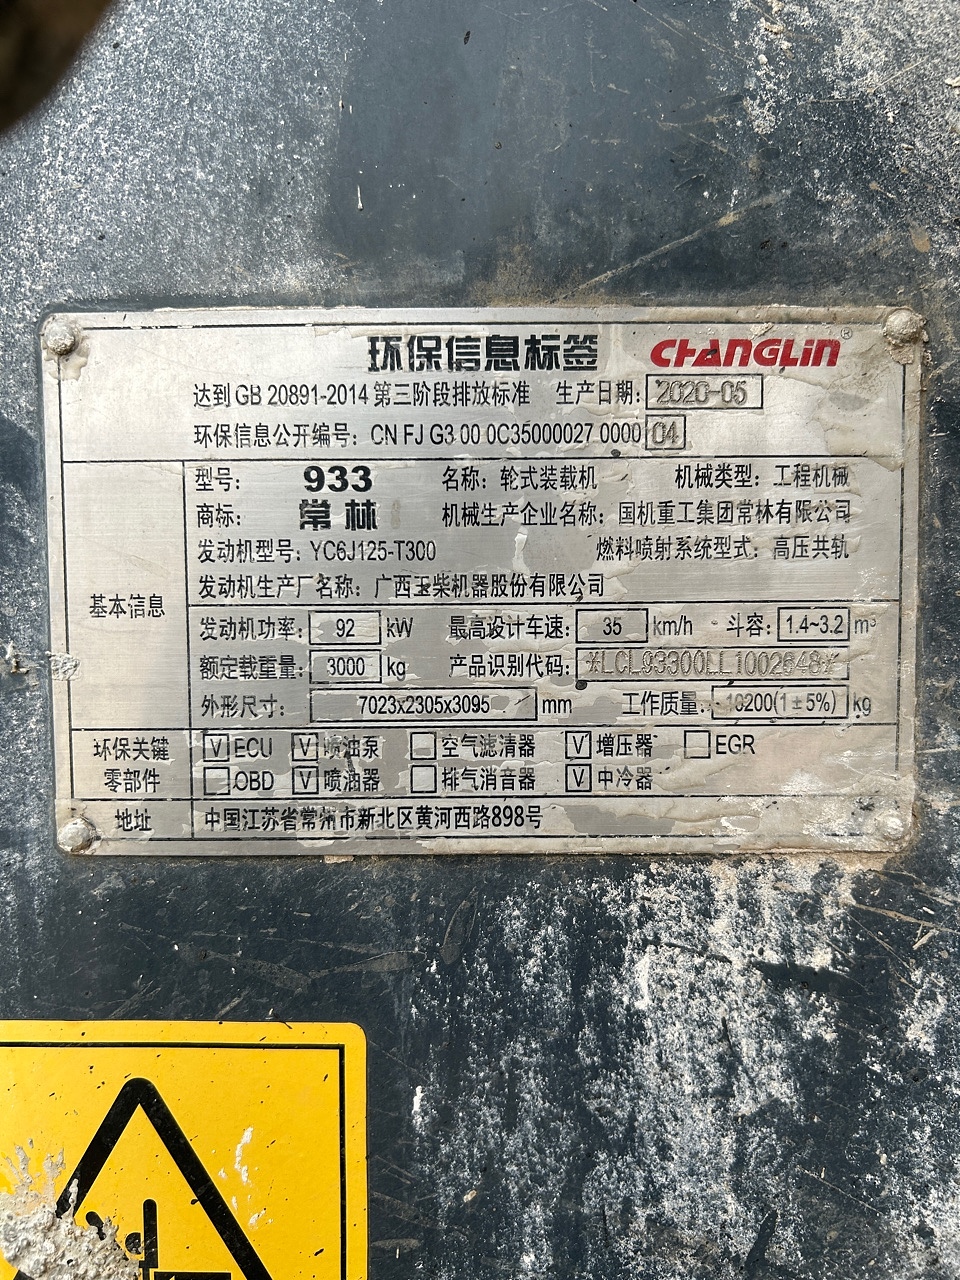 环保信息标签 CHANGLIN®
达到 GB 20891-2014 第三阶段排放标准 生产日期: 2020-05
环保信息公开编号: CN FJ G3 00 0C35000027 0000 04
型号: 933 名称: 轮式装载机 机械类型: 工程机械
商标: 常林 机械生产企业名称: 国机重工集团常林有限公司
发动机型号: YC6J125-T300 燃料喷射系统型式: 高压共轨
发动机生产厂名称: 广西玉柴机器股份有限公司
基本信息
发动机功率: 92 kW 最高设计车速: 35 km/h 斗容: 1.4~3.2 m³
额定载重量: 3000 kg 产品识别代码:
外形尺寸: 7023x2305x3095 mm 工作质量: 10200(1±5%) kg
环保关键 V ECU V 喷油泵 空气滤清器 V 增压器 EGR
零部件 OBD V 喷油器 排气消音器 V 中冷器
地址 中国江苏省常州市新北区黄河西路898号